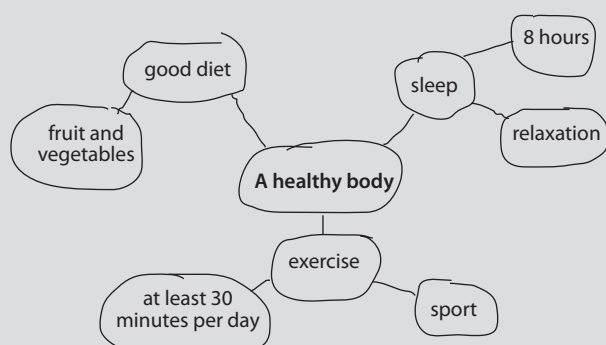 8 hours
good diet
sleep
fruit and
vegetables
relaxation
A healthy body
exercise
at least 30
minutes per day
sport